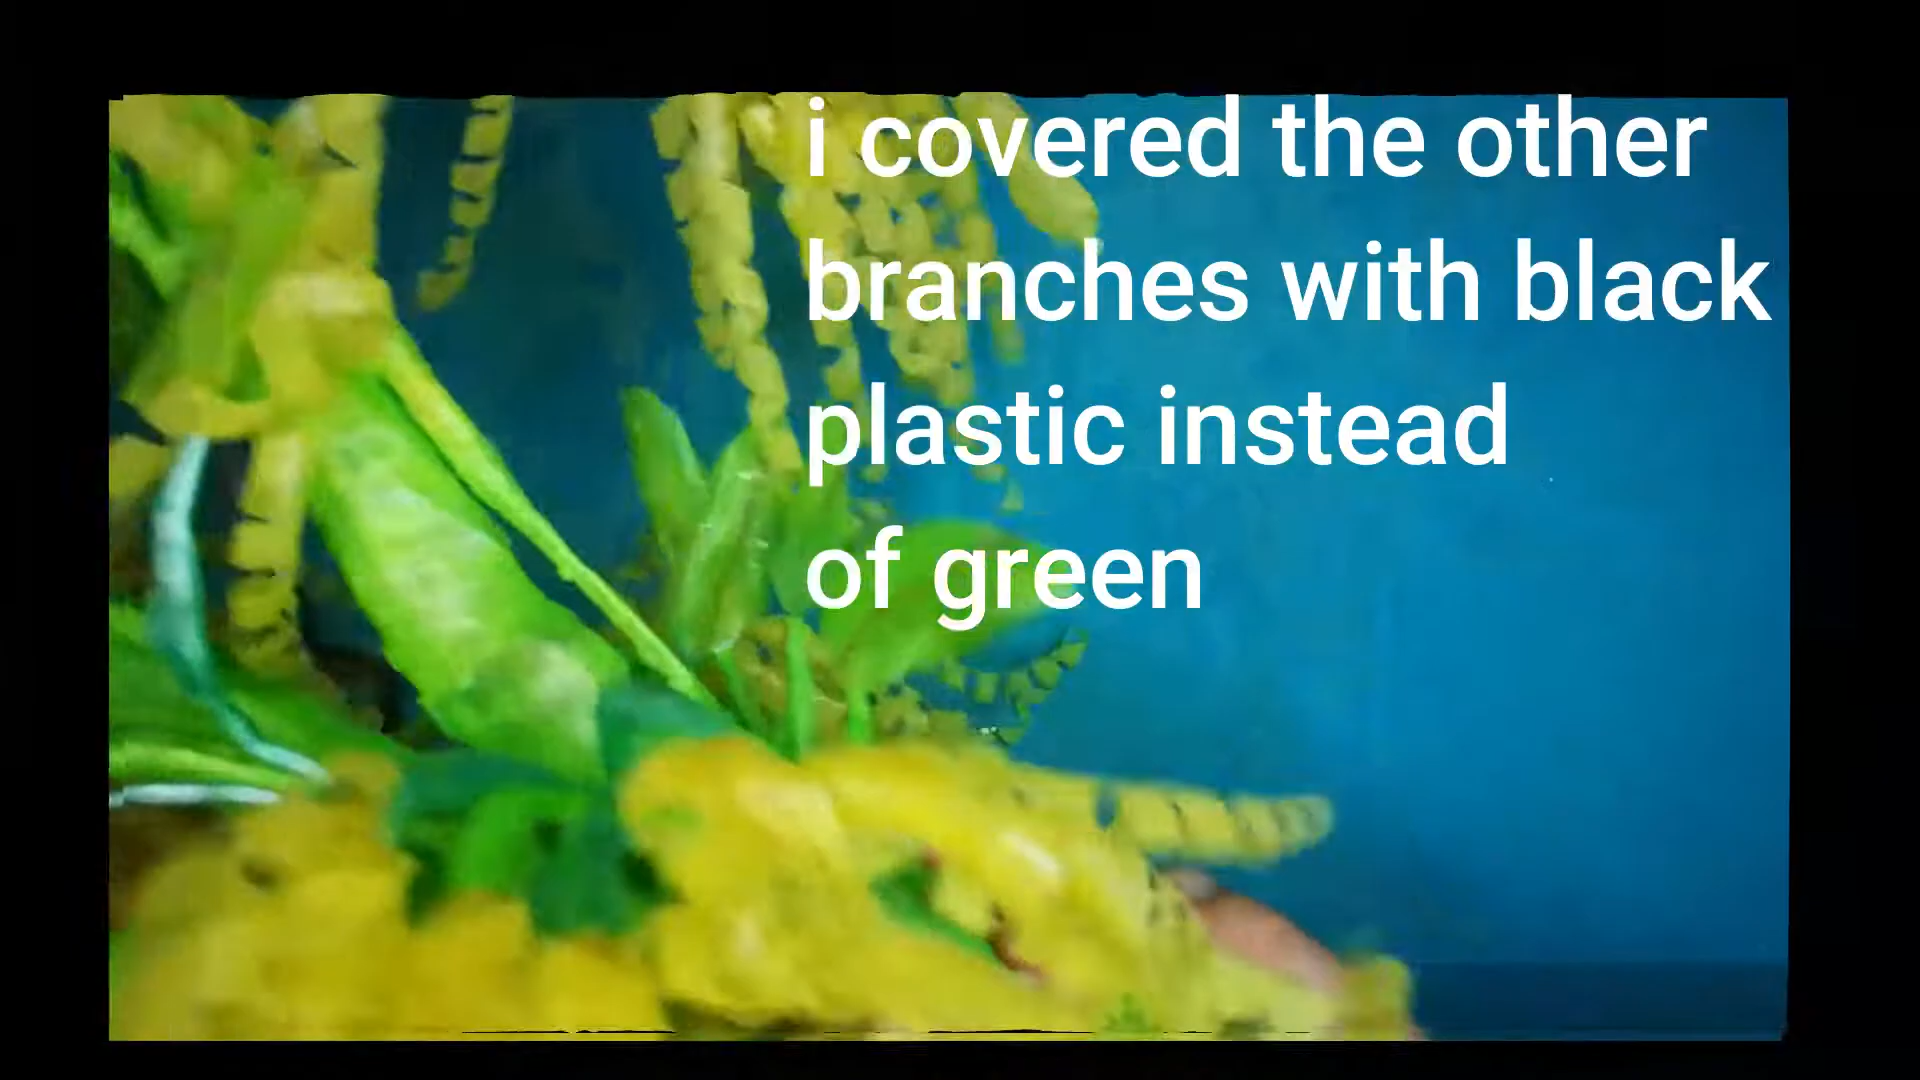 i covered the other
branches with black
plastic instead
of green